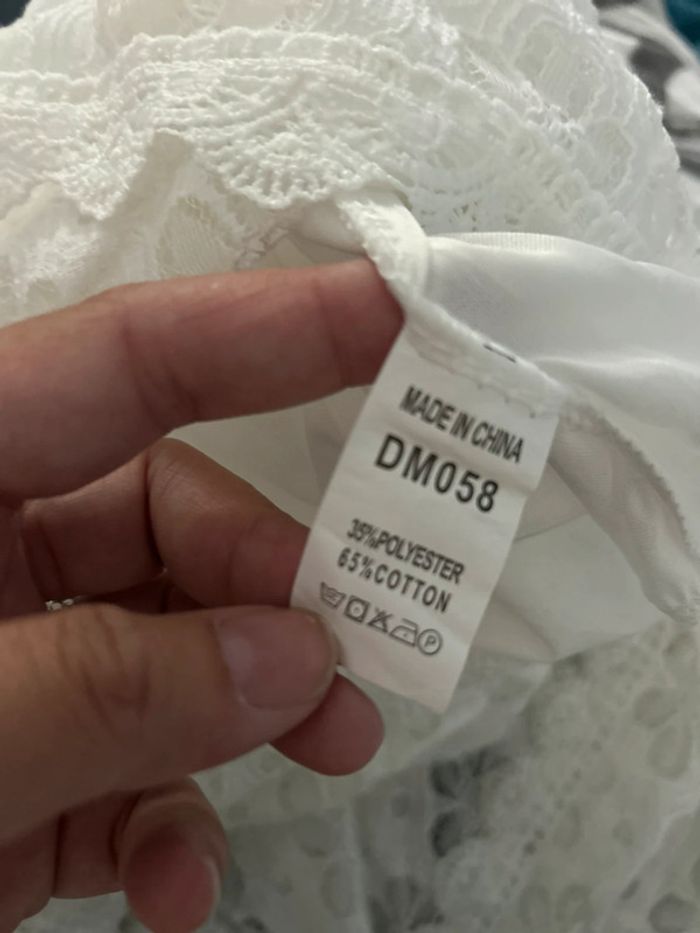 MADE IN CHINA
DM058
35%POLYESTER
65%COTTON
P